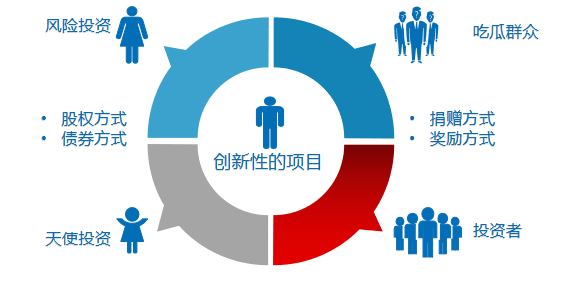 风险投资
吃瓜群众
• 股权方式
• 债券方式
• 捐赠方式
• 奖励方式
创新性的项目
天使投资
投资者